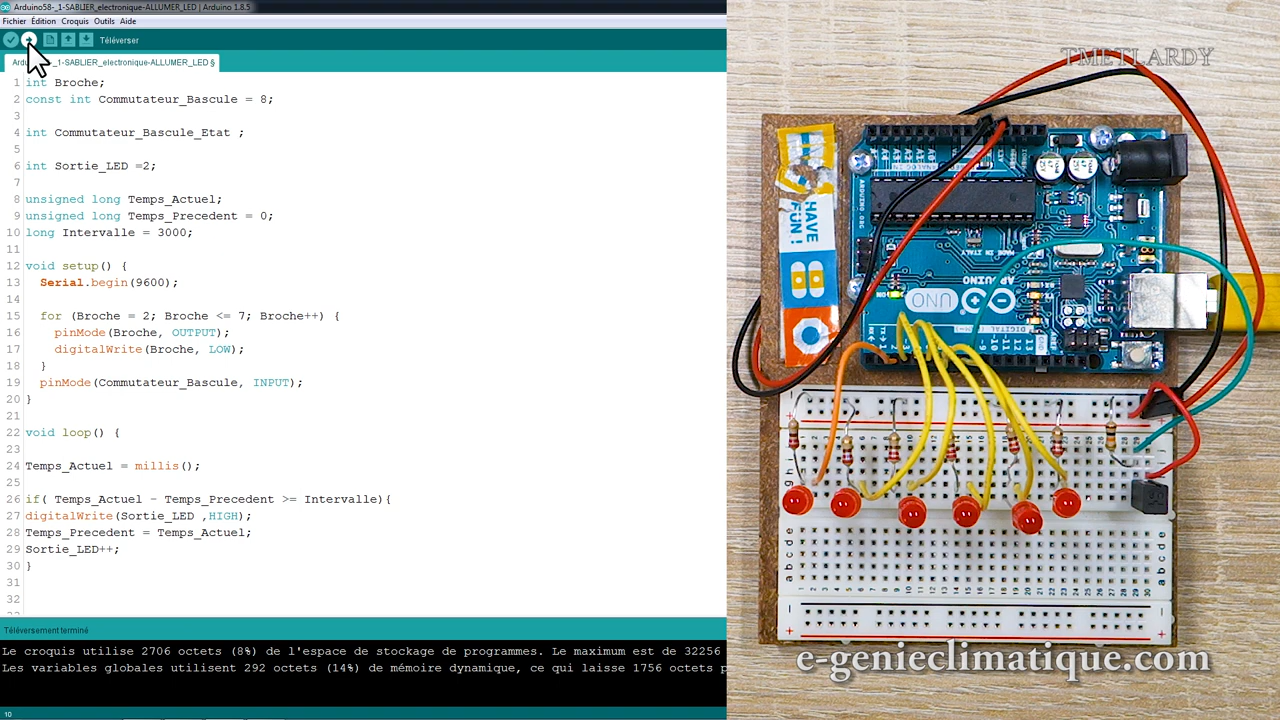 Arduino58-_1-SABLIER_electronique-ALLUMER_LED | Arduino 1.8.5
Fichier Édition Croquis Outils Aide
Téléverser
_1-SABLIER_electronique-ALLUMER_LED §
1 int Broche;
2 const int Commutateur_Bascule = 8;
3
4 int Commutateur_Bascule_Etat ;
5
6 int Sortie_LED =2;
7
8 unsigned long Temps_Actuel;
9 unsigned long Temps_Precedent = 0;
10 long Intervalle = 3000;
11
12 void setup() {
13 Serial.begin(9600);
14
15 for (Broche = 2; Broche <= 7; Broche++) {
16 pinMode(Broche, OUTPUT);
17 digitalWrite(Broche, LOW);
18 }
19 pinMode(Commutateur_Bascule, INPUT);
20 }
21
22 void loop() {
23
24 Temps_Actuel = millis();
25
26 if( Temps_Actuel - Temps_Precedent >= Intervalle){
27 digitalWrite(Sortie_LED ,HIGH);
28 Temps_Precedent = Temps_Actuel;
29 Sortie_LED++;
30 }
31
32
Téléversement terminé
Le croquis utilise 2706 octets (8%) de l'espace de stockage de programmes. Le maximum est de 32256
Les variables globales utilisent 292 octets (14%) de mémoire dynamique, ce qui laisse 1756 octets p
10
TMETLARDY
HAVE
FUN!
MADE IN ITALY
ARDUINO
UNO
ON
e-genieclimatique.com